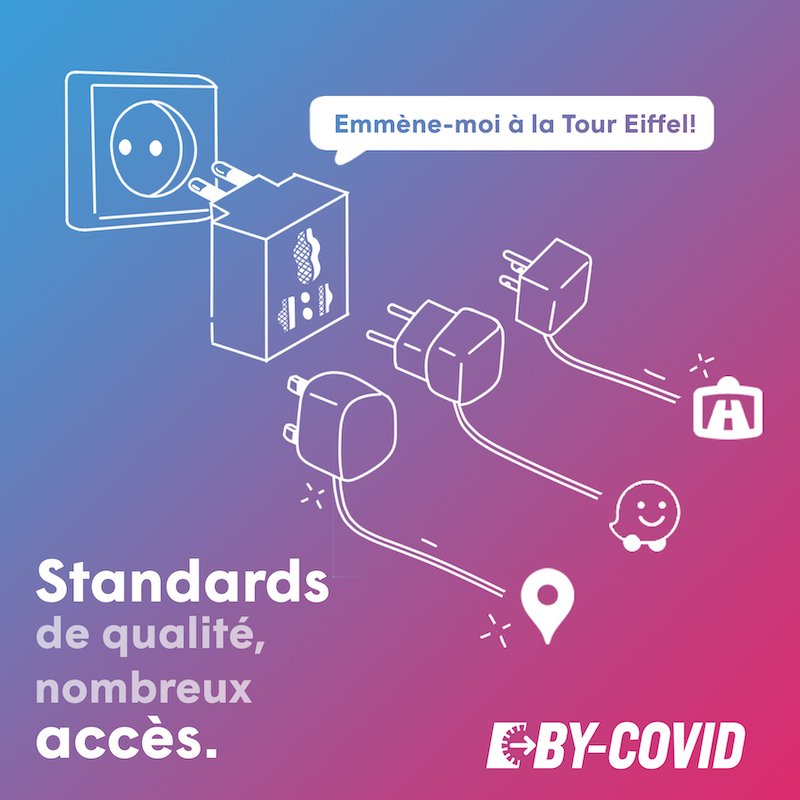 Emmène-moi à la Tour Eiffel!
Standards
de qualité,
nombreux
accès.
BY-COVID